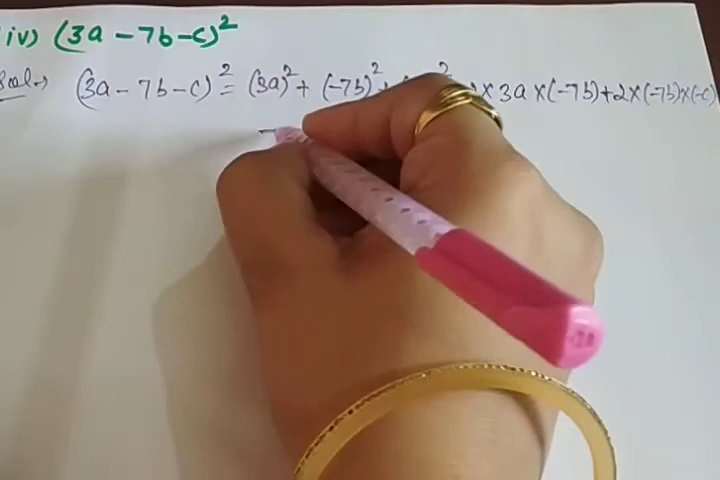 iv) (3a - 7b - c)²
Sol→ (3a - 7b - c)² = (3a)² + (-7b)² + ² × 3a × (-7b) + 2 × (-7b) × (-c)